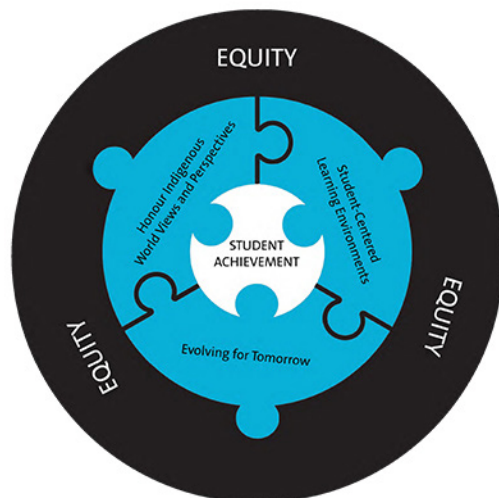 EQUITY
Honour Indigenous
World Views and Perspectives
Student-Centered
Learning Environments
STUDENT
ACHIEVEMENT
Evolving for Tomorrow
EQUITY
EQUITY